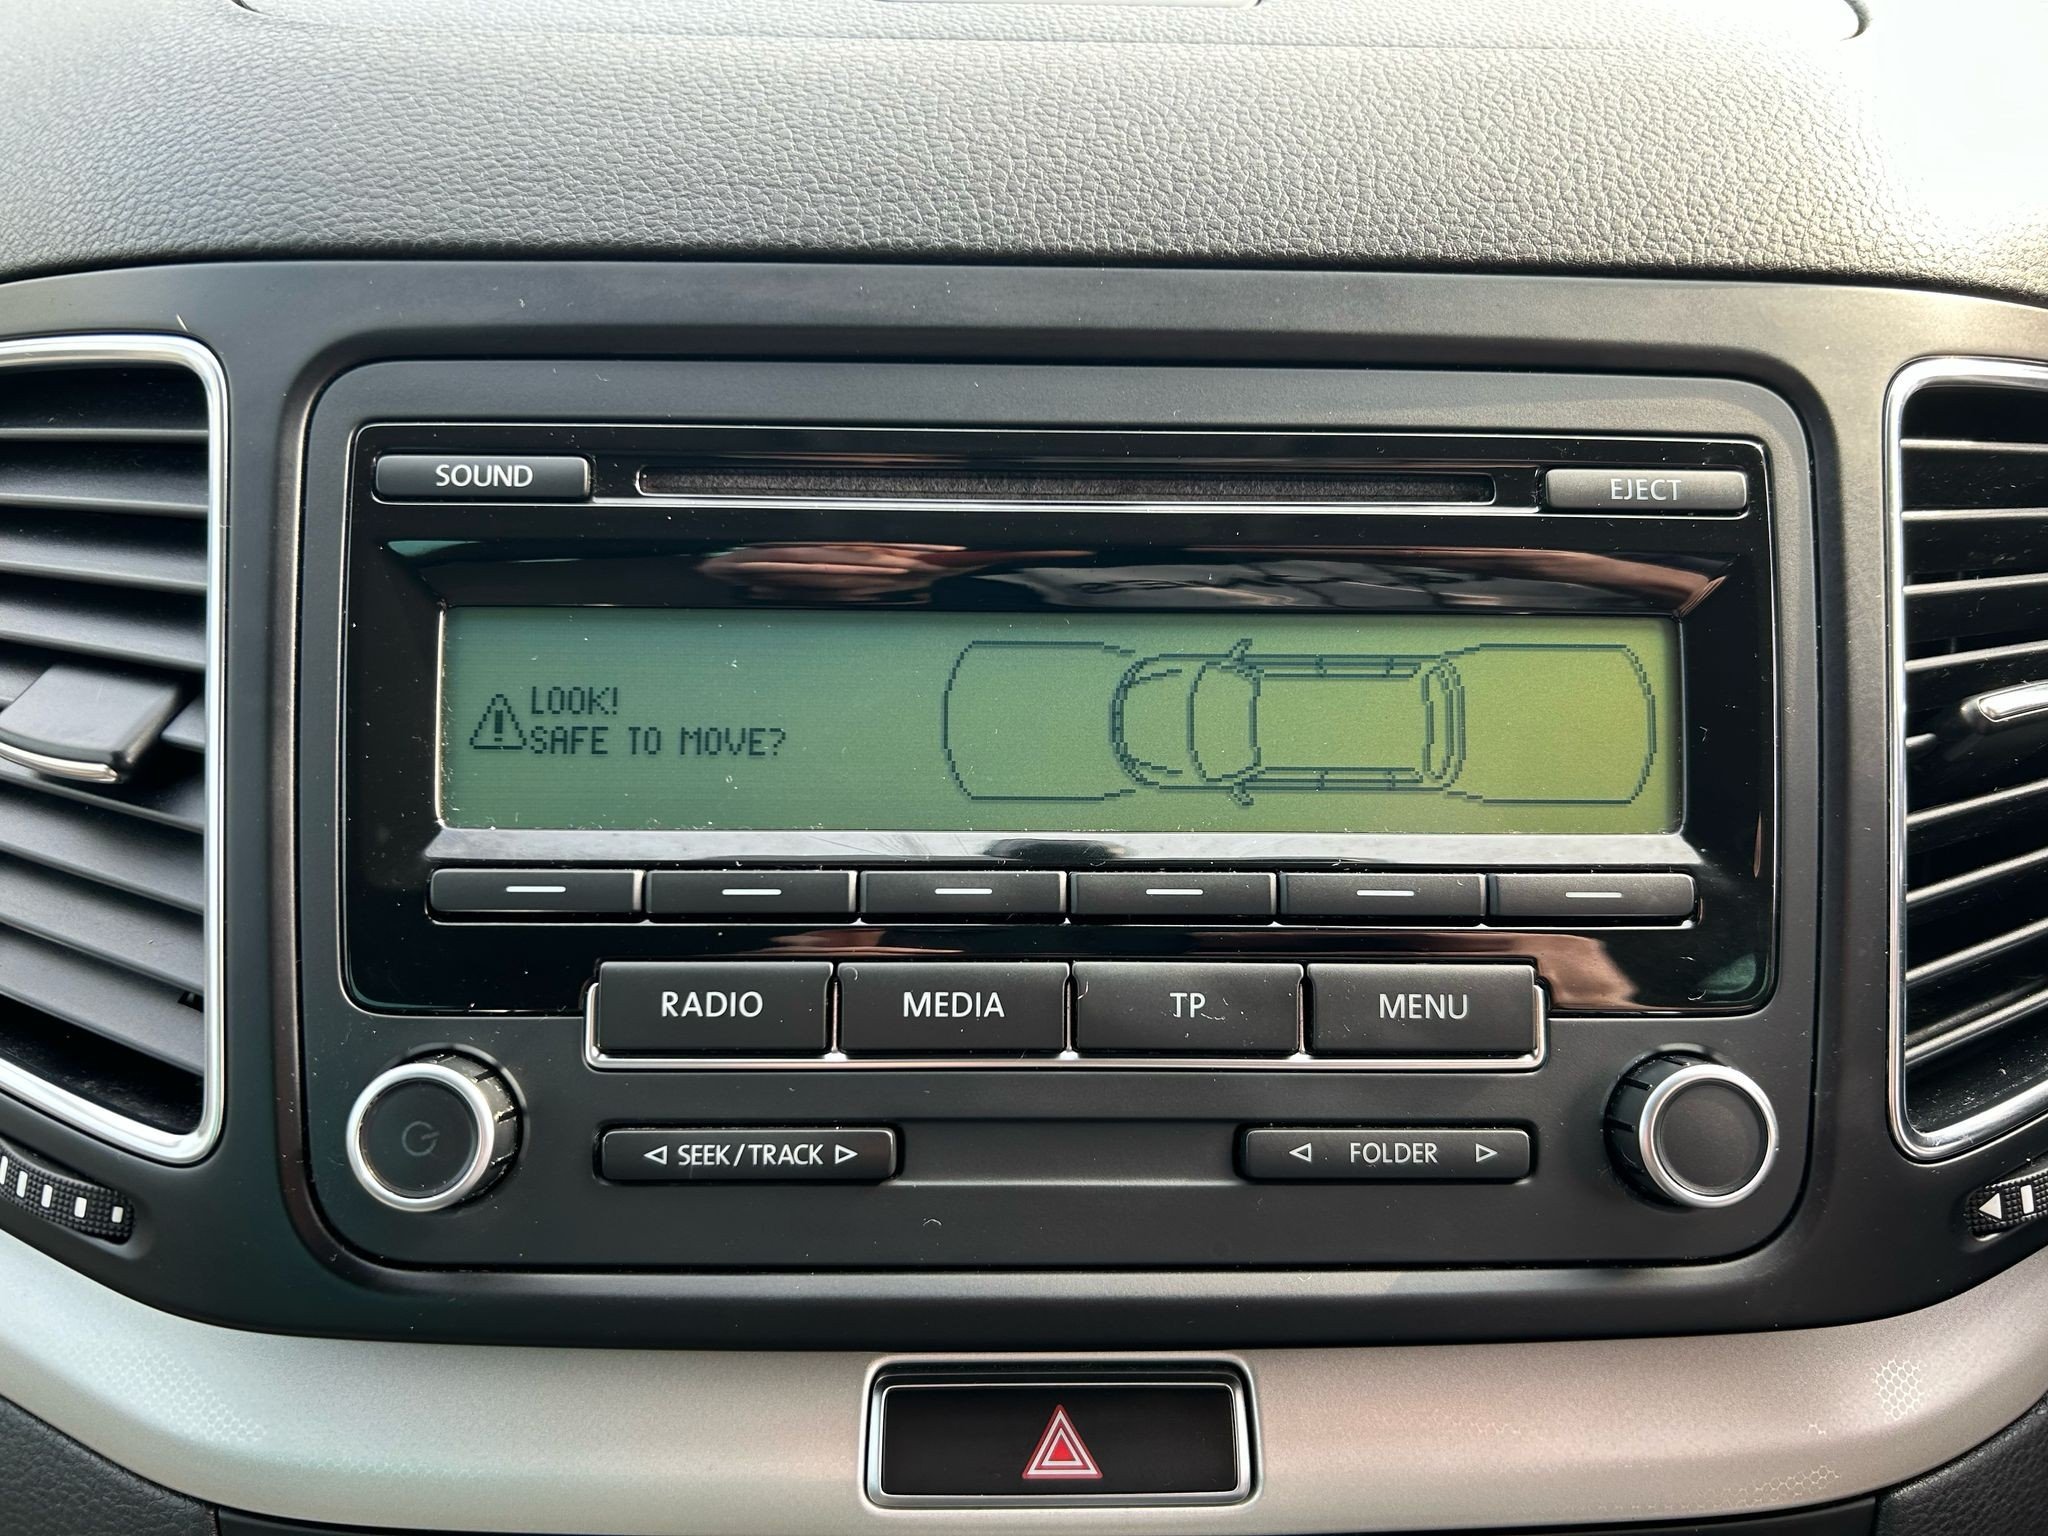 SOUND
EJECT
LOOK!
SAFE TO MOVE?
RADIO
MEDIA
TP
MENU
SEEK/TRACK
FOLDER